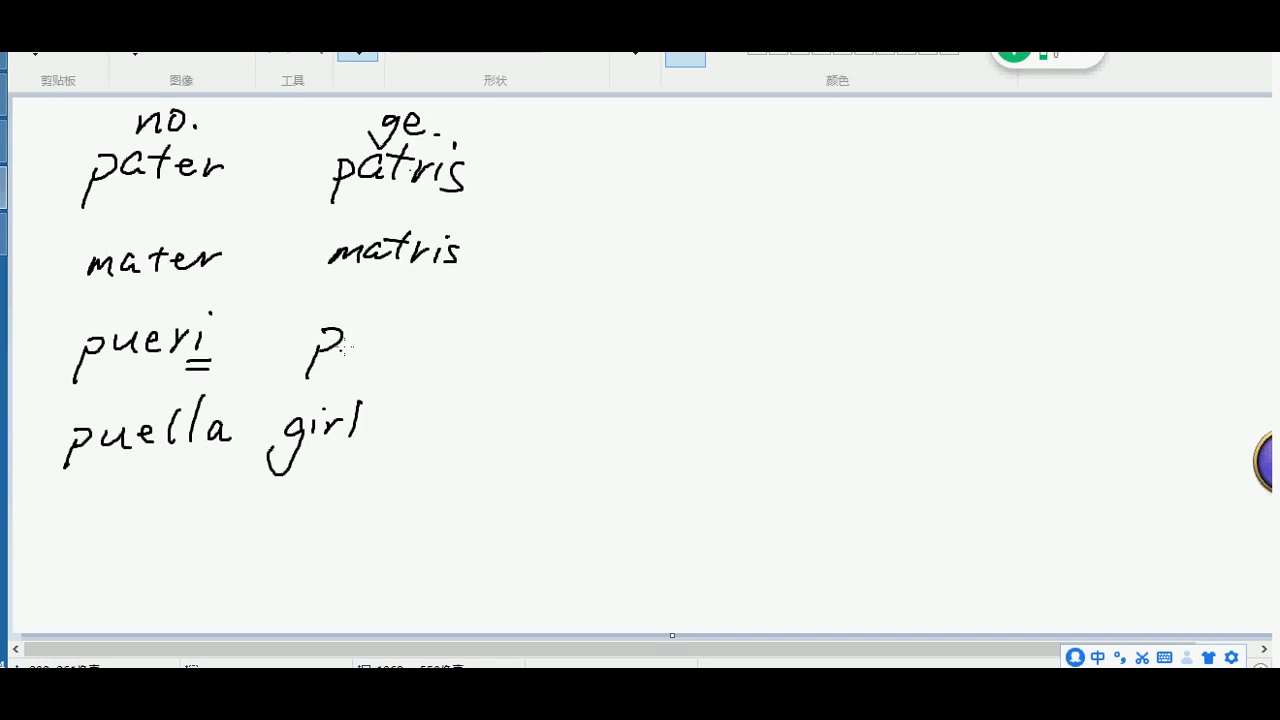 剪贴板 图像 工具 形状 颜色
no. ge.
pater patris
mater matris
pueri p
puella girl
中